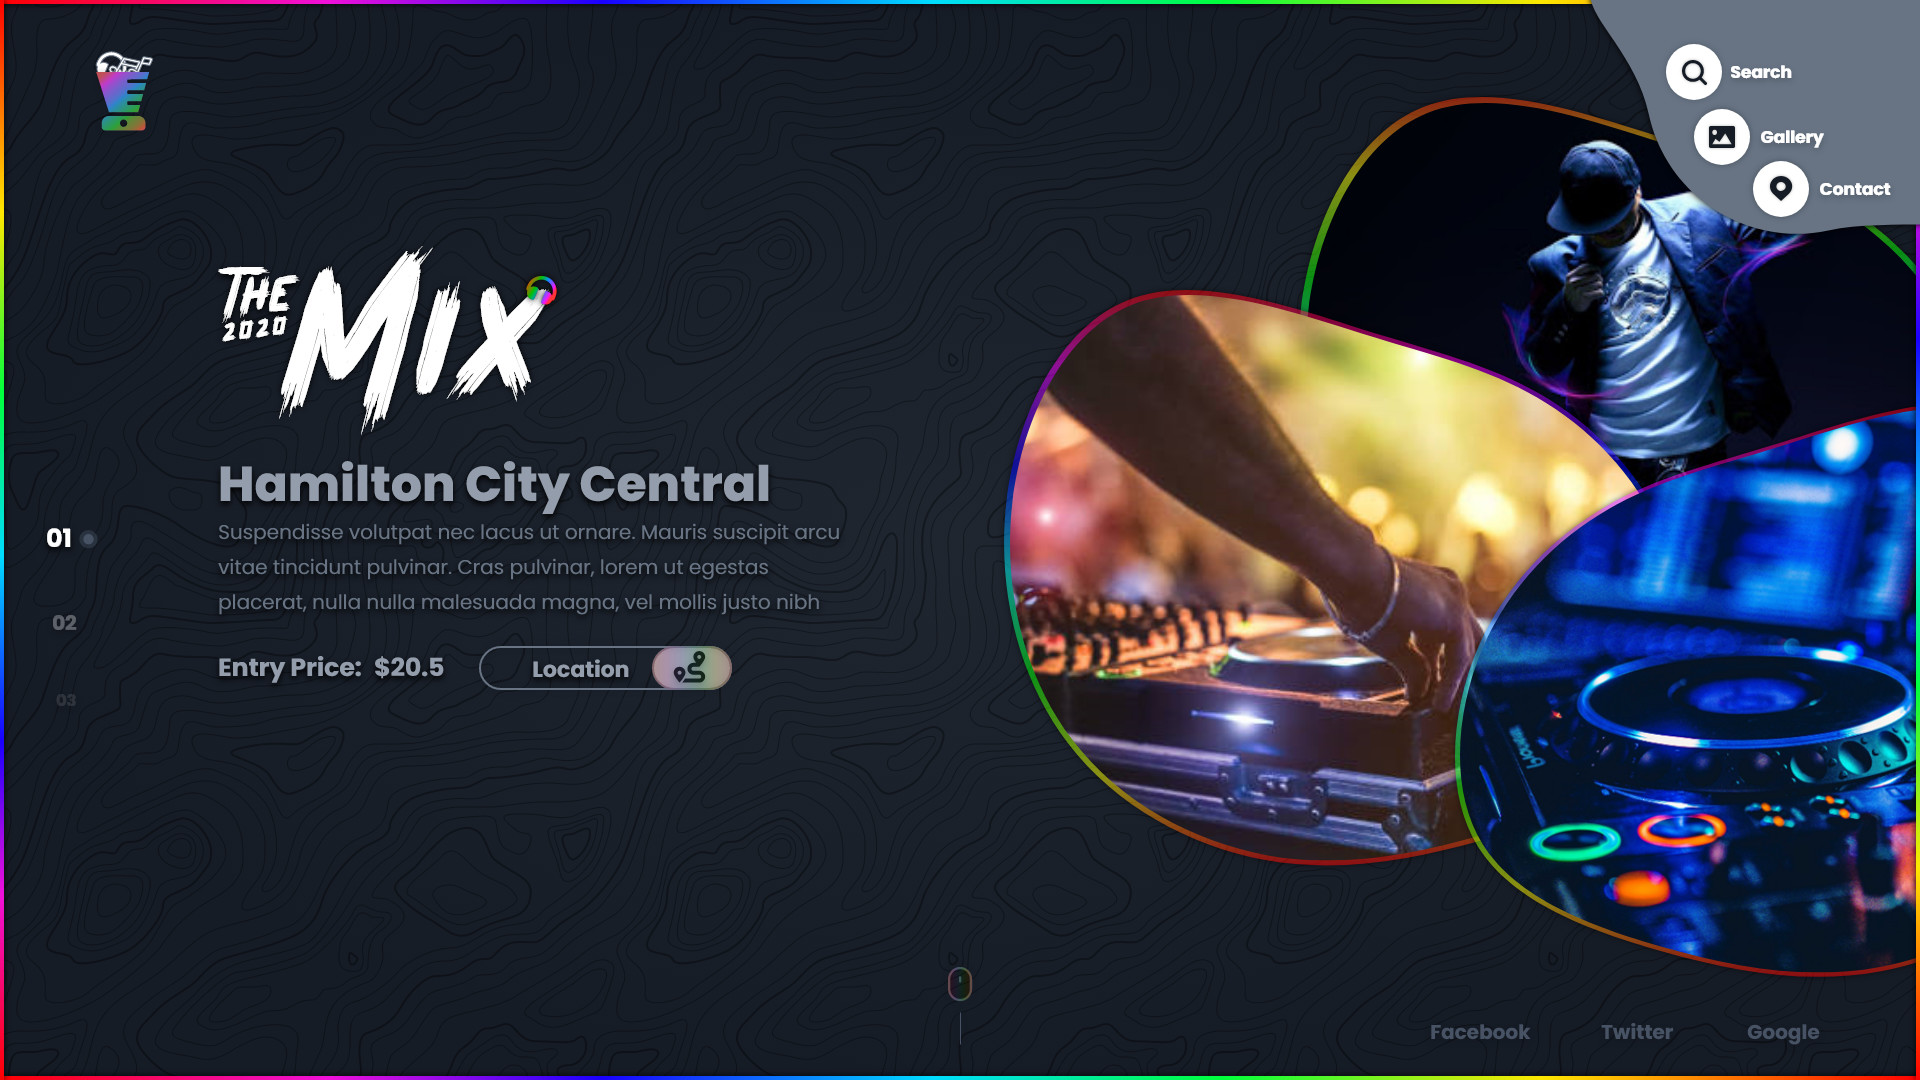 Search
Gallery
Contact
THE
2020
MIX
Hamilton City Central
Suspendisse volutpat nec lacus ut ornare. Mauris suscipit arcu
vitae tincidunt pulvinar. Cras pulvinar, lorem ut egestas
placerat, nulla nulla malesuada magna, vel mollis justo nibh
01
02
03
Entry Price: $20.5
Location
Facebook
Twitter
Google